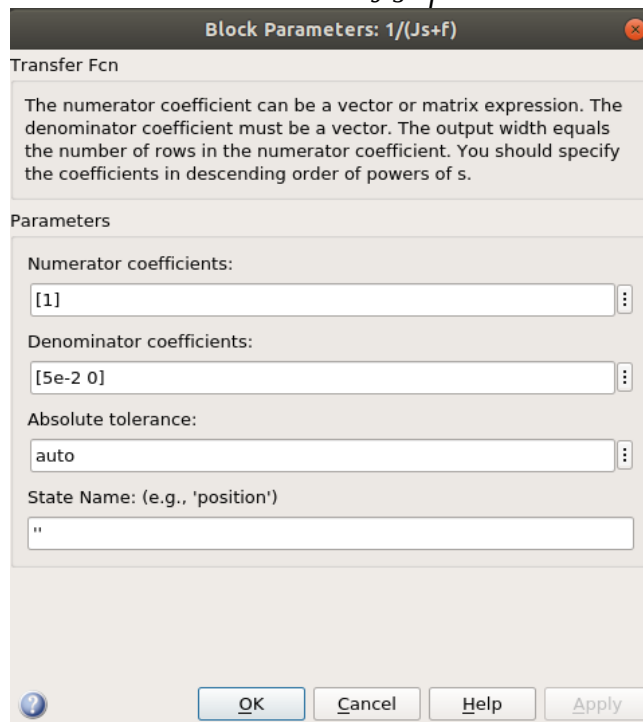 Block Parameters: 1/(Js+f)
Transfer Fcn
The numerator coefficient can be a vector or matrix expression. The
denominator coefficient must be a vector. The output width equals
the number of rows in the numerator coefficient. You should specify
the coefficients in descending order of powers of s.
Parameters
Numerator coefficients:
[1]
Denominator coefficients:
[5e-2 0]
Absolute tolerance:
auto
State Name: (e.g., 'position')
''
OK Cancel Help Apply